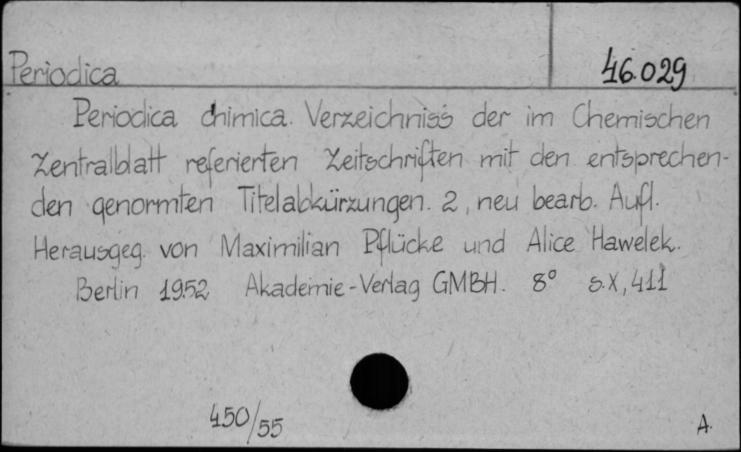 Periodica 46.029
Periodica chimica. Verzeichniss der im Chemischen
Zentralblatt referierten Zeitschriften mit den entsprechen-
den genormten Titelabkürzungen. 2, neu bearb. Aufl.
Herausgeg. von Maximilian Pflücke und Alice Hawelek.
Berlin 1952 Akademie-Verlag GMBH. 8° S.X, 411
450/55 A.